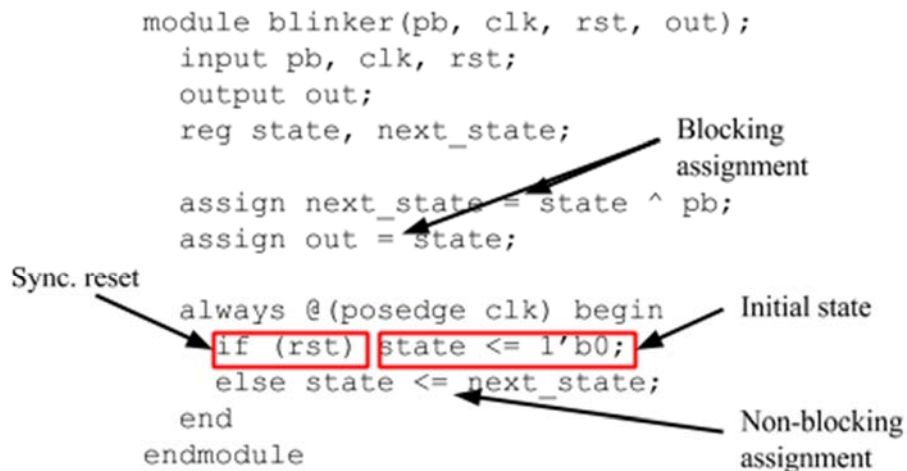 module blinker(pb, clk, rst, out);
input pb, clk, rst;
output out;
reg state, next_state;
Blocking
assignment
assign next_state = state ^ pb;
assign out = state;
Sync. reset
always @(posedge clk) begin
Initial state
if (rst) state <= 1'b0;
else state <= next_state;
end
Non-blocking
assignment
endmodule